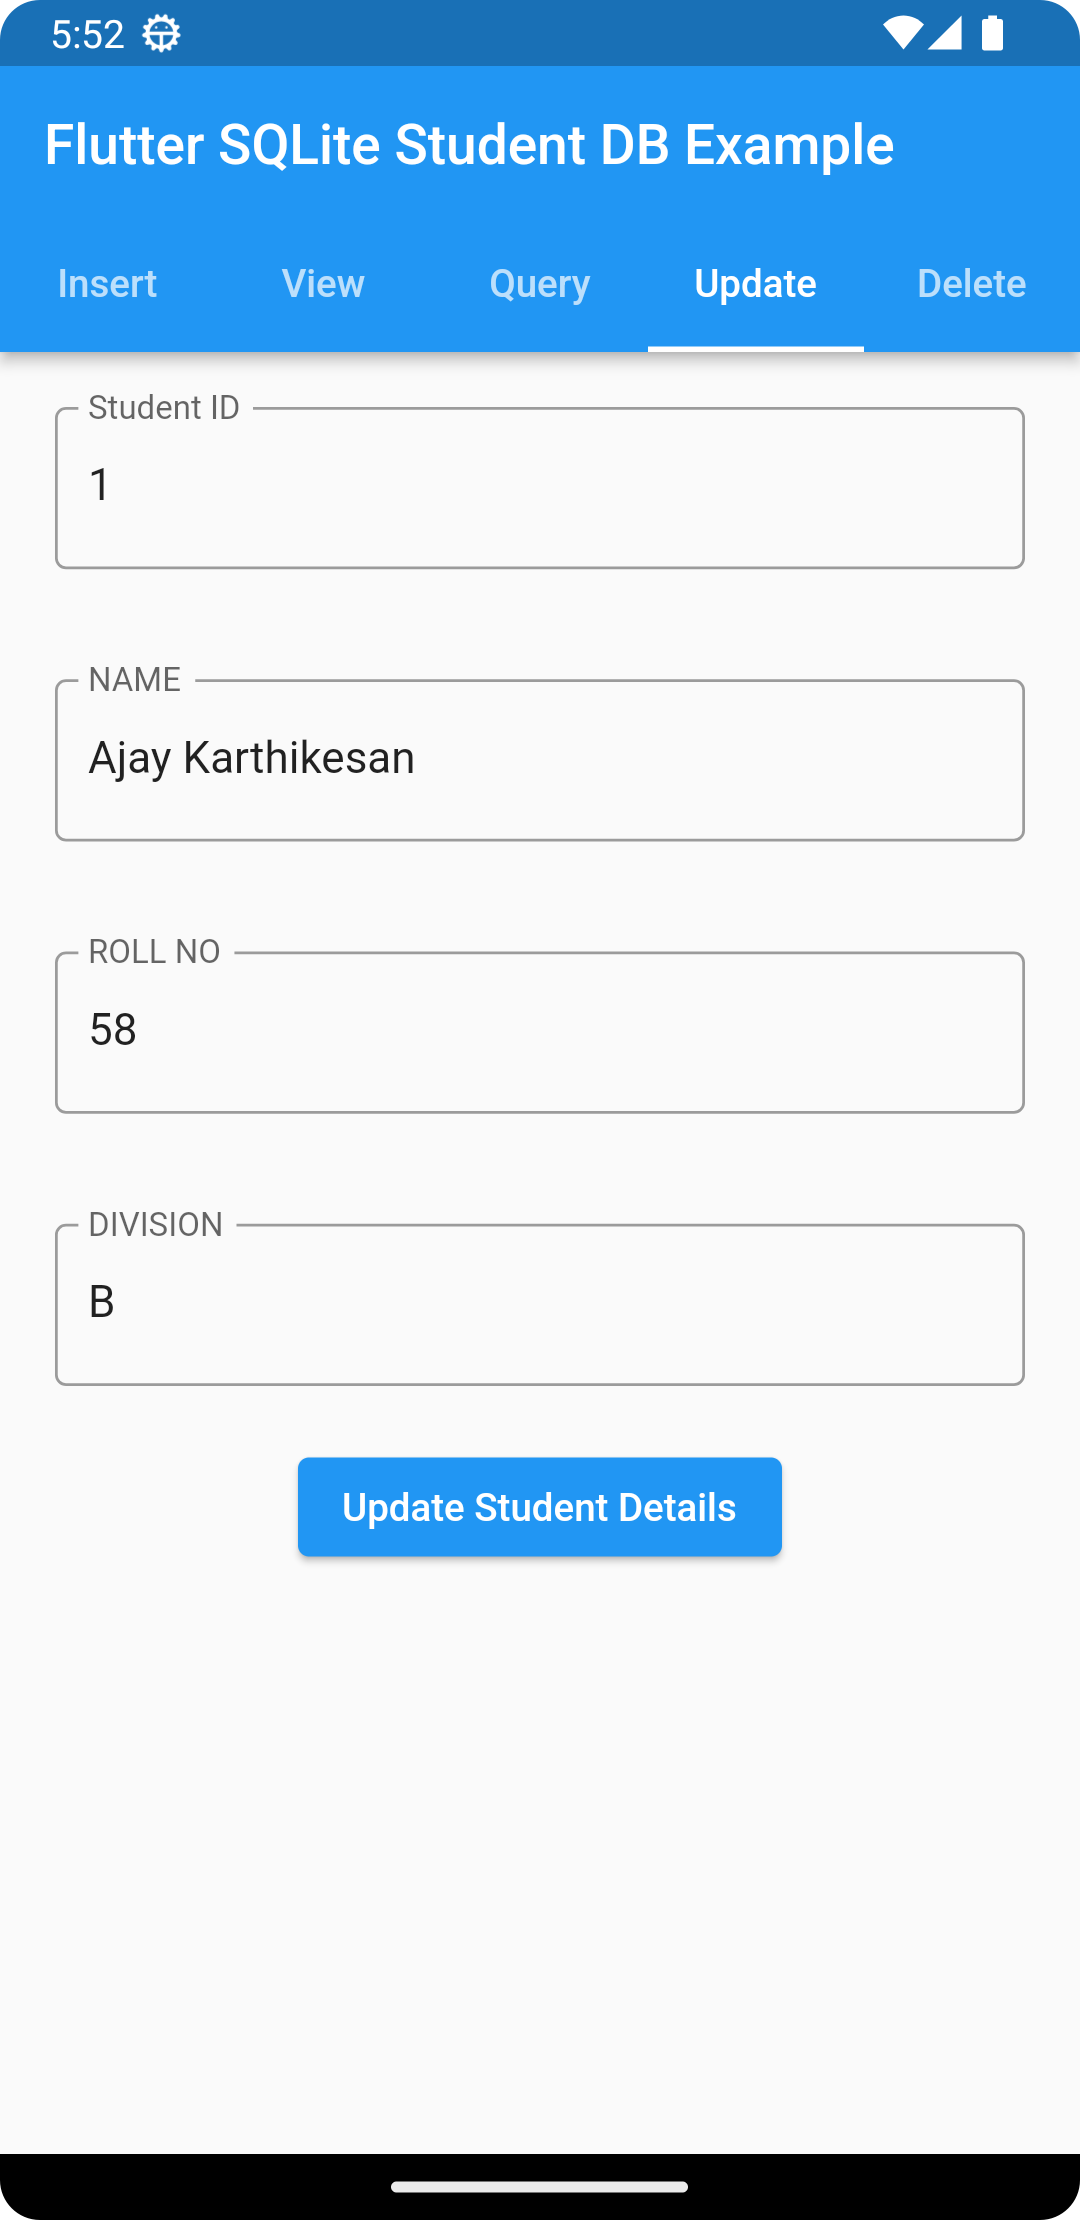 5:52
Flutter SQLite Student DB Example
Insert View Query Update Delete
Student ID
1
NAME
Ajay Karthikesan
ROLL NO
58
DIVISION
B
Update Student Details